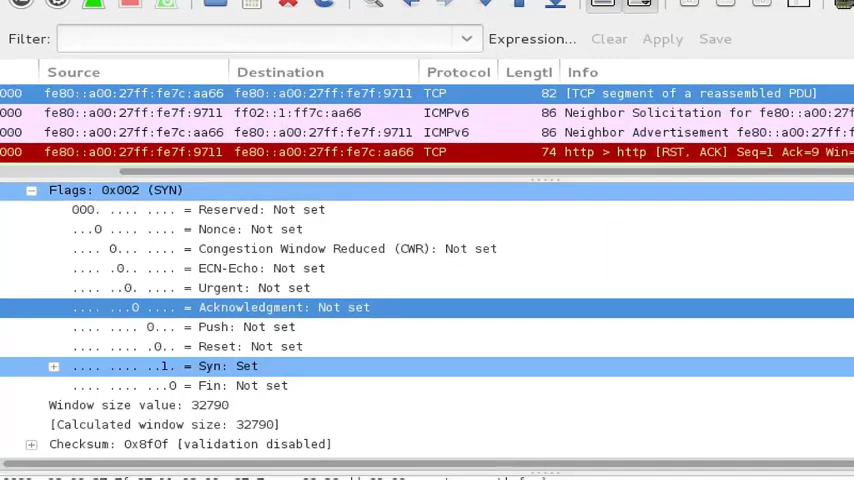 Filter: Expression... Clear Apply Save
Source Destination Protocol Lengtl Info
000 fe80::a00:27ff:fe7c:aa66 fe80::a00:27ff:fe7f:9711 TCP 82 [TCP segment of a reassembled PDU]
000 fe80::a00:27ff:fe7f:9711 ff02::1:ff7c:aa66 ICMPv6 86 Neighbor Solicitation for fe80::a00:27f
000 fe80::a00:27ff:fe7c:aa66 fe80::a00:27ff:fe7f:9711 ICMPv6 86 Neighbor Advertisement fe80::a00:27ff:f
000 fe80::a00:27ff:fe7f:9711 fe80::a00:27ff:fe7c:aa66 TCP 74 http > http [RST, ACK] Seq=1 Ack=9 Win=
Flags: 0x002 (SYN)
000. .... .... = Reserved: Not set
...0 .... .... = Nonce: Not set
.... 0... .... = Congestion Window Reduced (CWR): Not set
.... .0.. .... = ECN-Echo: Not set
.... ..0. .... = Urgent: Not set
.... ...0 .... = Acknowledgment: Not set
.... .... 0... = Push: Not set
.... .... .0.. = Reset: Not set
.... .... ..1. = Syn: Set
.... .... ...0 = Fin: Not set
Window size value: 32790
[Calculated window size: 32790]
Checksum: 0x8f0f [validation disabled]